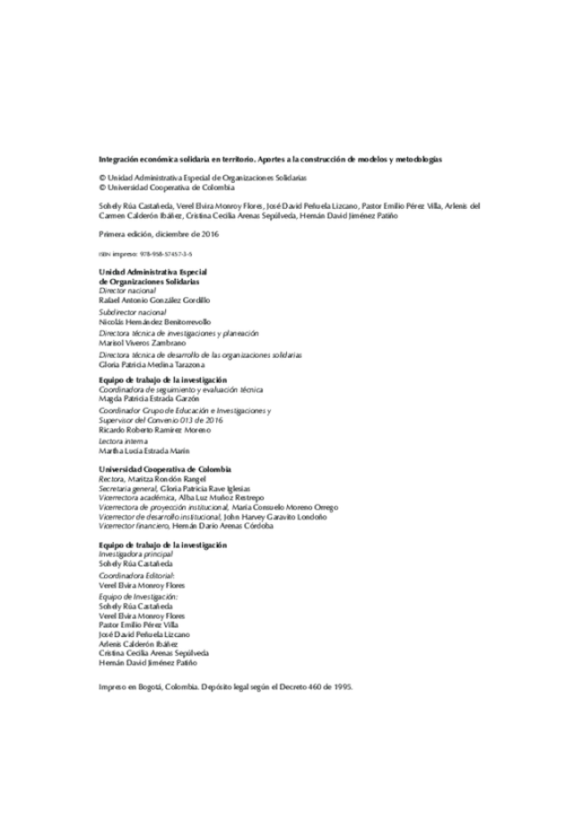 Integración económica solidaria en territorio. Aportes a la construcción de modelos y metodologías
© Unidad Administrativa Especial de Organizaciones Solidarias
© Universidad Cooperativa de Colombia
Sohely Rúa Castañeda, Verel Elvira Monroy Flores, José David Peñuela Lizcano, Pastor Emilio Pérez Villa, Arlenis del
Carmen Calderón Ibáñez, Cristina Cecilia Arenas Sepúlveda, Hernán David Jiménez Patiño
Primera edición, diciembre de 2016
ISBN impreso: 978-958-57457-3-5
Unidad Administrativa Especial
de Organizaciones Solidarias
Director nacional
Rafael Antonio González Gordillo
Subdirector nacional
Nicolás Hernández Benitorrevollo
Directora técnica de investigaciones y planeación
Marisol Viveros Zambrano
Directora técnica de desarrollo de las organizaciones solidarias
Gloria Patricia Medina Tarazona
Equipo de trabajo de la investigación
Coordinadora de seguimiento y evaluación técnica
Magda Patricia Estrada Garzón
Coordinador Grupo de Educación e Investigaciones y
Supervisor del Convenio 013 de 2016
Ricardo Roberto Ramírez Moreno
Lectora interna
Martha Lucía Estrada Marín
Universidad Cooperativa de Colombia
Rectora, Maritza Rondón Rangel
Secretaria general, Gloria Patricia Rave Iglesias
Vicerrectora académica, Alba Luz Muñoz Restrepo
Vicerrectora de proyección institucional, María Consuelo Moreno Orrego
Vicerrector de desarrollo institucional, John Harvey Garavito Londoño
Vicerrector financiero, Hernán Darío Arenas Córdoba
Equipo de trabajo de la investigación
Investigadora principal
Sohely Rúa Castañeda
Coordinadora Editorial:
Verel Elvira Monroy Flores
Equipo de Investigación:
Sohely Rúa Castañeda
Verel Elvira Monroy Flores
Pastor Emilio Pérez Villa
José David Peñuela Lizcano
Arlenis Calderón Ibáñez
Cristina Cecilia Arenas Sepúlveda
Hernán David Jiménez Patiño
Impreso en Bogotá, Colombia. Depósito legal según el Decreto 460 de 1995.